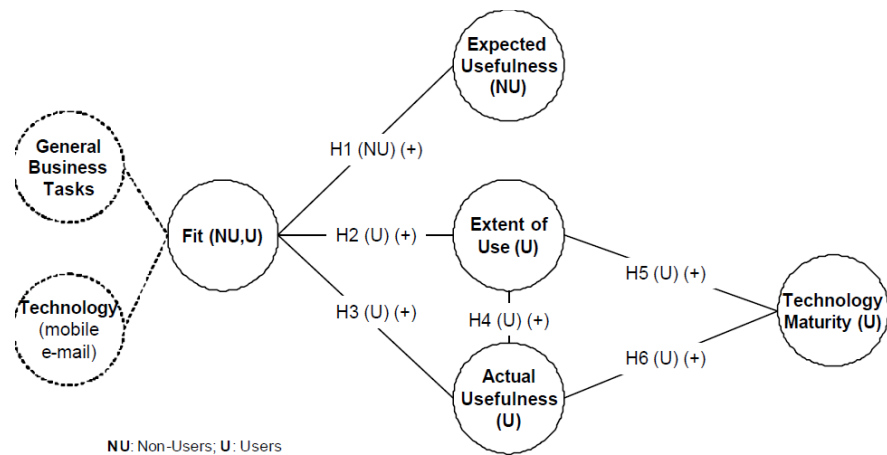 Expected
Usefulness
(NU)
H1 (NU) (+)
General
Business
Tasks
Fit (NU,U)
H2 (U) (+)
Extent of
Use (U)
H5 (U) (+)
Technology
(mobile
e-mail)
H3 (U) (+)
H4 (U) (+)
Technology
Maturity (U)
H6 (U) (+)
Actual
Usefulness
(U)
NU: Non-Users; U: Users